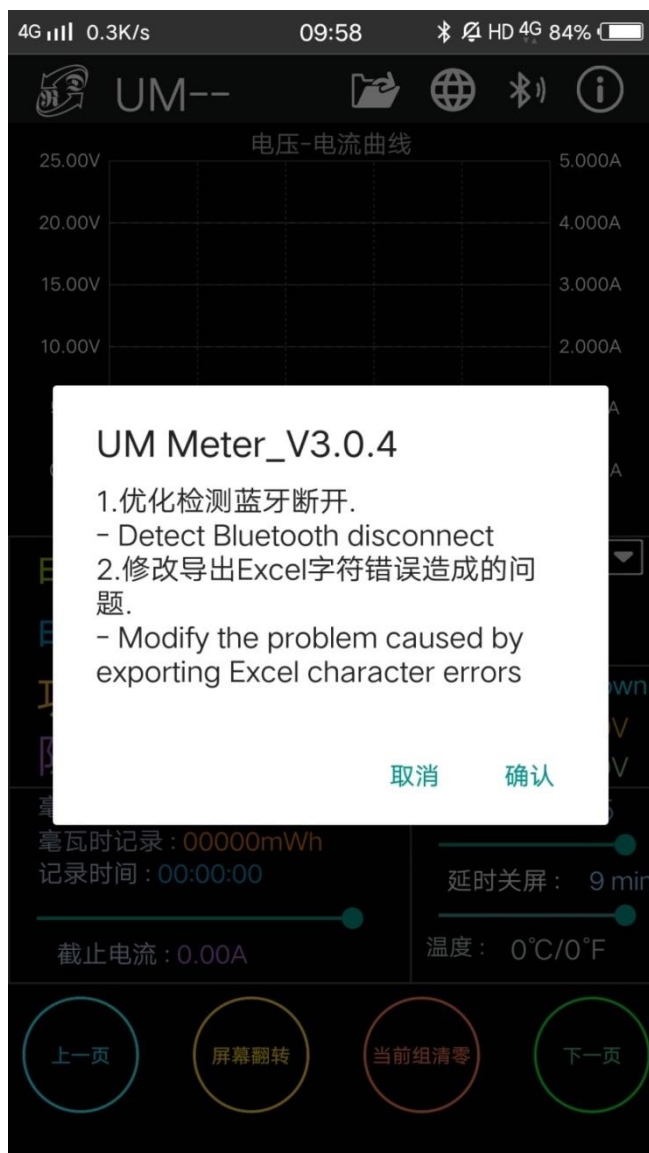 4G 0.3K/s 09:58 HD 4G 84%
UM--
电压-电流曲线
25.00V 5.000A
20.00V 4.000A
15.00V 3.000A
10.00V 2.000A
A
A
UM Meter_V3.0.4
1.优化检测蓝牙断开.
- Detect Bluetooth disconnect
2.修改导出Excel字符错误造成的问
题.
- Modify the problem caused by
exporting Excel character errors
取消 确认
wn
V
V
毫瓦时记录：00000mWh
记录时间：00:00:00
延时关屏： 9 min
截止电流：0.00A
温度： 0℃/0°F
上一页 屏幕翻转 当前组清零 下一页